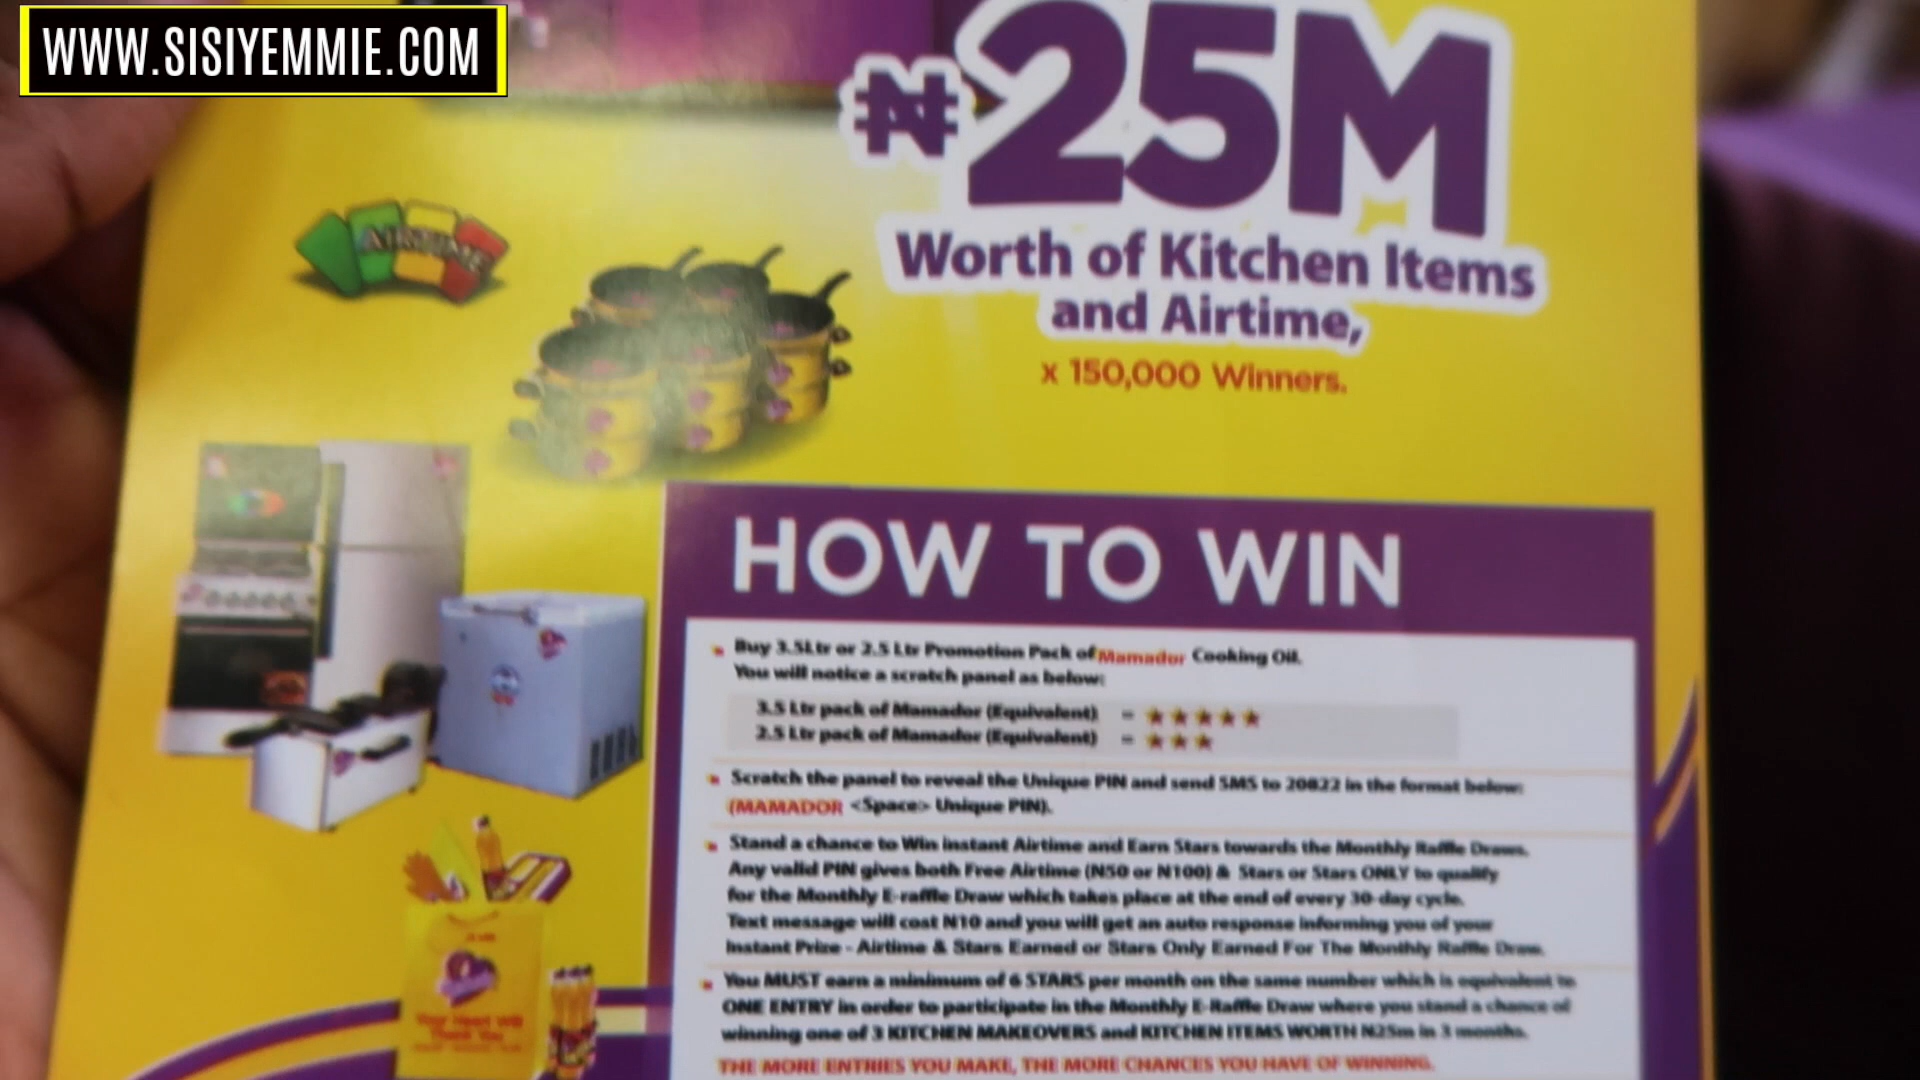 WWW.SISIYEMMIE.COM
₦25M
Worth of Kitchen Items
and Airtime,
x 150,000 Winners.
AIRTIME
HOW TO WIN
Buy 3.5Ltr or 2.5 Ltr Promotion Pack of Mamador Cooking Oil.
You will notice a scratch panel as below:
3.5 Ltr pack of Mamador (Equivalent) = ★★★★★
2.5 Ltr pack of Mamador (Equivalent) = ★★★
Scratch the panel to reveal the Unique PIN and send SMS to 20822 in the format below:
(MAMADOR <Space> Unique PIN).
Stand a chance to Win instant Airtime and Earn Stars towards the Monthly Raffle Draws.
Any valid PIN gives both Free Airtime (N50 or N100) & Stars or Stars ONLY to qualify
for the Monthly E-raffle Draw which takes place at the end of every 30-day cycle.
Text message will cost N10 and you will get an auto response informing you of your
Instant Prize - Airtime & Stars Earned or Stars Only Earned For The Monthly Raffle Draw.
You MUST earn a minimum of 6 STARS per month on the same number which is equivalent to
ONE ENTRY in order to participate in the Monthly E-Raffle Draw where you stand a chance of
winning one of 3 KITCHEN MAKEOVERS and KITCHEN ITEMS WORTH N25m in 3 months.
THE MORE ENTRIES YOU MAKE, THE MORE CHANCES YOU HAVE OF WINNING.
Your Heart Will
Thank You